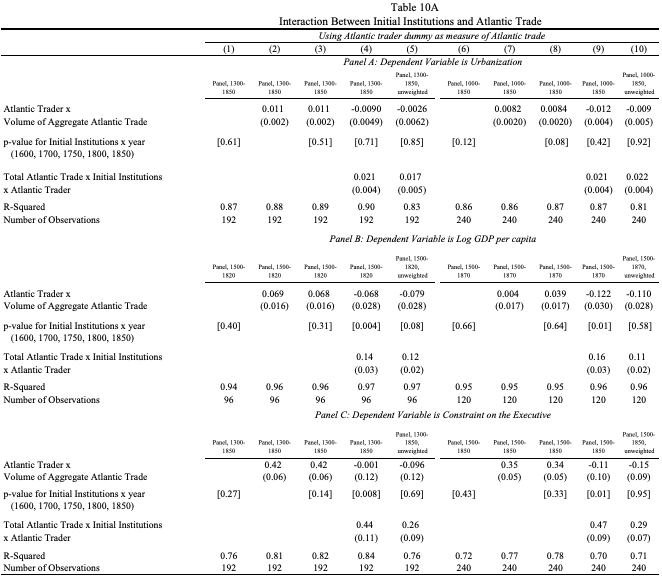 Table 10A
Interaction Between Initial Institutions and Atlantic Trade
Using Atlantic trader dummy as measure of Atlantic trade
(1) (2) (3) (4) (5) (6) (7) (8) (9) (10)
Panel A: Dependent Variable is Urbanization
Panel, 1300-1850 Panel, 1300-1850 Panel, 1300-1850 Panel, 1300-1850 Panel, 1300-1850, unweighted Panel, 1000-1850 Panel, 1000-1850 Panel, 1000-1850 Panel, 1000-1850 Panel, 1000-1850, unweighted
Atlantic Trader x 0.011 0.011 -0.0090 -0.0026 0.0082 0.0084 -0.012 -0.009
Volume of Aggregate Atlantic Trade (0.002) (0.002) (0.0049) (0.0062) (0.0020) (0.0020) (0.004) (0.005)
p-value for Initial Institutions x year [0.61] [0.51] [0.71] [0.85] [0.12] [0.08] [0.42] [0.92]
(1600, 1700, 1750, 1800, 1850)
Total Atlantic Trade x Initial Institutions 0.021 0.017 0.021 0.022
x Atlantic Trader (0.004) (0.005) (0.004) (0.004)
R-Squared 0.87 0.88 0.89 0.90 0.83 0.86 0.86 0.87 0.87 0.81
Number of Observations 192 192 192 192 192 240 240 240 240 240
Panel B: Dependent Variable is Log GDP per capita
Panel, 1500-1820 Panel, 1500-1820 Panel, 1500-1820 Panel, 1500-1820 Panel, 1500-1820, unweighted Panel, 1500-1870 Panel, 1500-1870 Panel, 1500-1870 Panel, 1500-1870 Panel, 1500-1870, unweighted
Atlantic Trader x 0.069 0.068 -0.068 -0.079 0.004 0.039 -0.122 -0.110
Volume of Aggregate Atlantic Trade (0.016) (0.016) (0.028) (0.028) (0.017) (0.017) (0.030) (0.028)
p-value for Initial Institutions x year [0.40] [0.31] [0.004] [0.08] [0.66] [0.64] [0.01] [0.58]
(1600, 1700, 1750, 1800, 1850)
Total Atlantic Trade x Initial Institutions 0.14 0.12 0.16 0.11
x Atlantic Trader (0.03) (0.02) (0.03) (0.02)
R-Squared 0.94 0.96 0.96 0.97 0.97 0.95 0.95 0.95 0.96 0.96
Number of Observations 96 96 96 96 96 120 120 120 120 120
Panel C: Dependent Variable is Constraint on the Executive
Panel, 1300-1850 Panel, 1300-1850 Panel, 1300-1850 Panel, 1300-1850 Panel, 1300-1850, unweighted Panel, 1500-1850 Panel, 1500-1850 Panel, 1500-1850 Panel, 1500-1850 Panel, 1500-1850, unweighted
Atlantic Trader x 0.42 0.42 -0.001 -0.096 0.35 0.34 -0.11 -0.15
Volume of Aggregate Atlantic Trade (0.06) (0.06) (0.12) (0.12) (0.05) (0.05) (0.10) (0.09)
p-value for Initial Institutions x year [0.27] [0.14] [0.008] [0.69] [0.43] [0.33] [0.01] [0.95]
(1600, 1700, 1750, 1800, 1850)
Total Atlantic Trade x Initial Institutions 0.44 0.26 0.47 0.29
x Atlantic Trader (0.11) (0.09) (0.09) (0.07)
R-Squared 0.76 0.81 0.82 0.84 0.76 0.72 0.77 0.78 0.70 0.71
Number of Observations 192 192 192 192 192 240 240 240 240 240